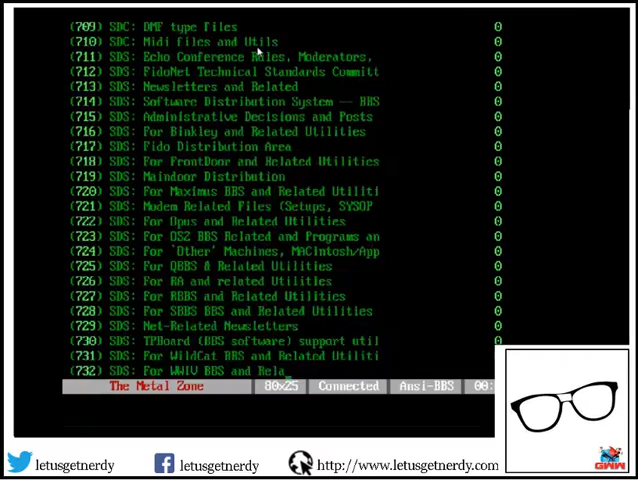 (709) SDC: DMF type Files 0
(710) SDC: Midi files and Utils 0
(711) SDS: Echo Conference Rules, Moderators, 0
(712) SDS: FidoNet Technical Standards Committ 0
(713) SDS: Newsletters and Related 0
(714) SDS: Software Distribution System -- BBS 0
(715) SDS: Administrative Decisions and Posts 0
(716) SDS: For Binkley and Related Utilities 0
(717) SDS: Fido Distribution Area 0
(718) SDS: For FrontDoor and Related Utilities 0
(719) SDS: Maindoor Distribution 0
(720) SDS: For Maximus BBS and Related Utiliti 0
(721) SDS: Modem Related Files (Setups, SYSOP 0
(722) SDS: For Opus and Related Utilities 0
(723) SDS: For OS2 BBS Related and Programs an 0
(724) SDS: For `Other' Machines, MACintosh/App 0
(725) SDS: For QBBS & Related Utilities 0
(726) SDS: For RA and related Utilities 0
(727) SDS: For RBBS and Related Utilities 0
(728) SDS: For SBBS BBS and Related Utilities 0
(729) SDS: Net-Related Newsletters 0
(730) SDS: TPBoard (BBS software) support util 0
(731) SDS: For WildCat BBS and Related Utiliti
(732) SDS: For WWIV BBS and Rela
The Metal Zone 80x25 Connected Ansi-BBS 00:
letusgetnerdy letusgetnerdy http://www.letusgetnerdy.com
GWW